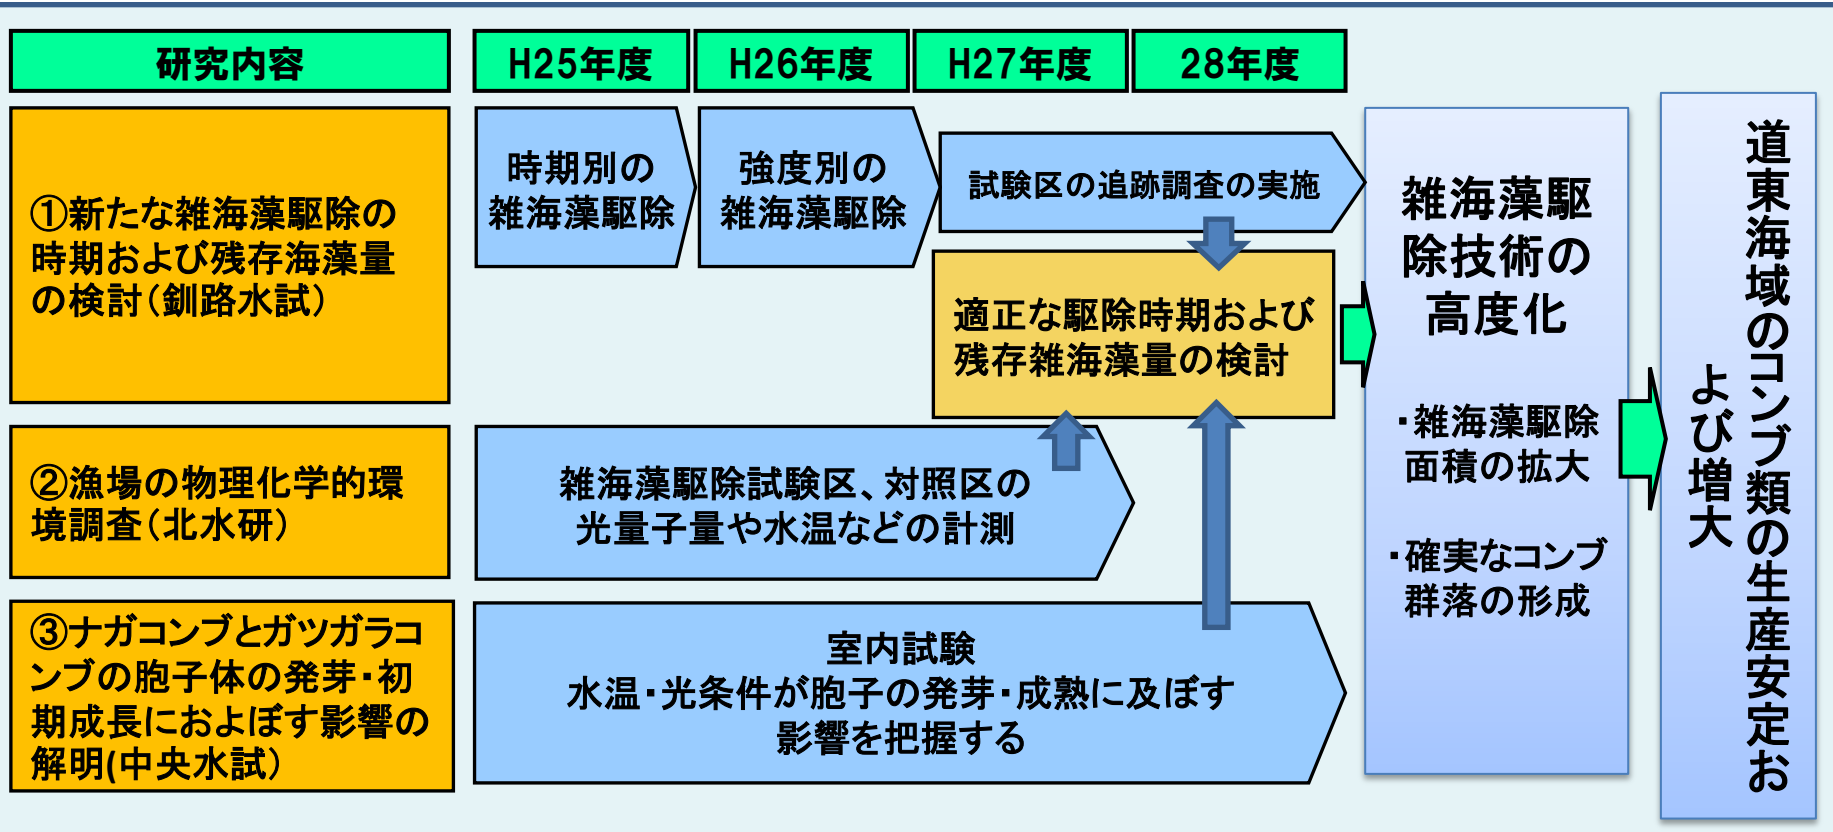 研究内容
H25年度
H26年度
H27年度
28年度
①新たな雑海藻駆除の
時期および残存海藻量
の検討（釧路水試）
時期別の
雑海藻駆除
強度別の
雑海藻駆除
試験区の追跡調査の実施
適正な駆除時期および
残存雑海藻量の検討
②漁場の物理化学的環
境調査（北水研）
雑海藻駆除試験区、対照区の
光量子量や水温などの計測
③ナガコンブとガツガラコ
ンブの胞子体の発芽・初
期成長におよぼす影響の
解明(中央水試）
室内試験
水温・光条件が胞子の発芽・成熟に及ぼす
影響を把握する
雑海藻駆
除技術の
高度化
・雑海藻駆除
面積の拡大
・確実なコンブ
群落の形成
道東海域のコンブ類の生産安定お
よび増大